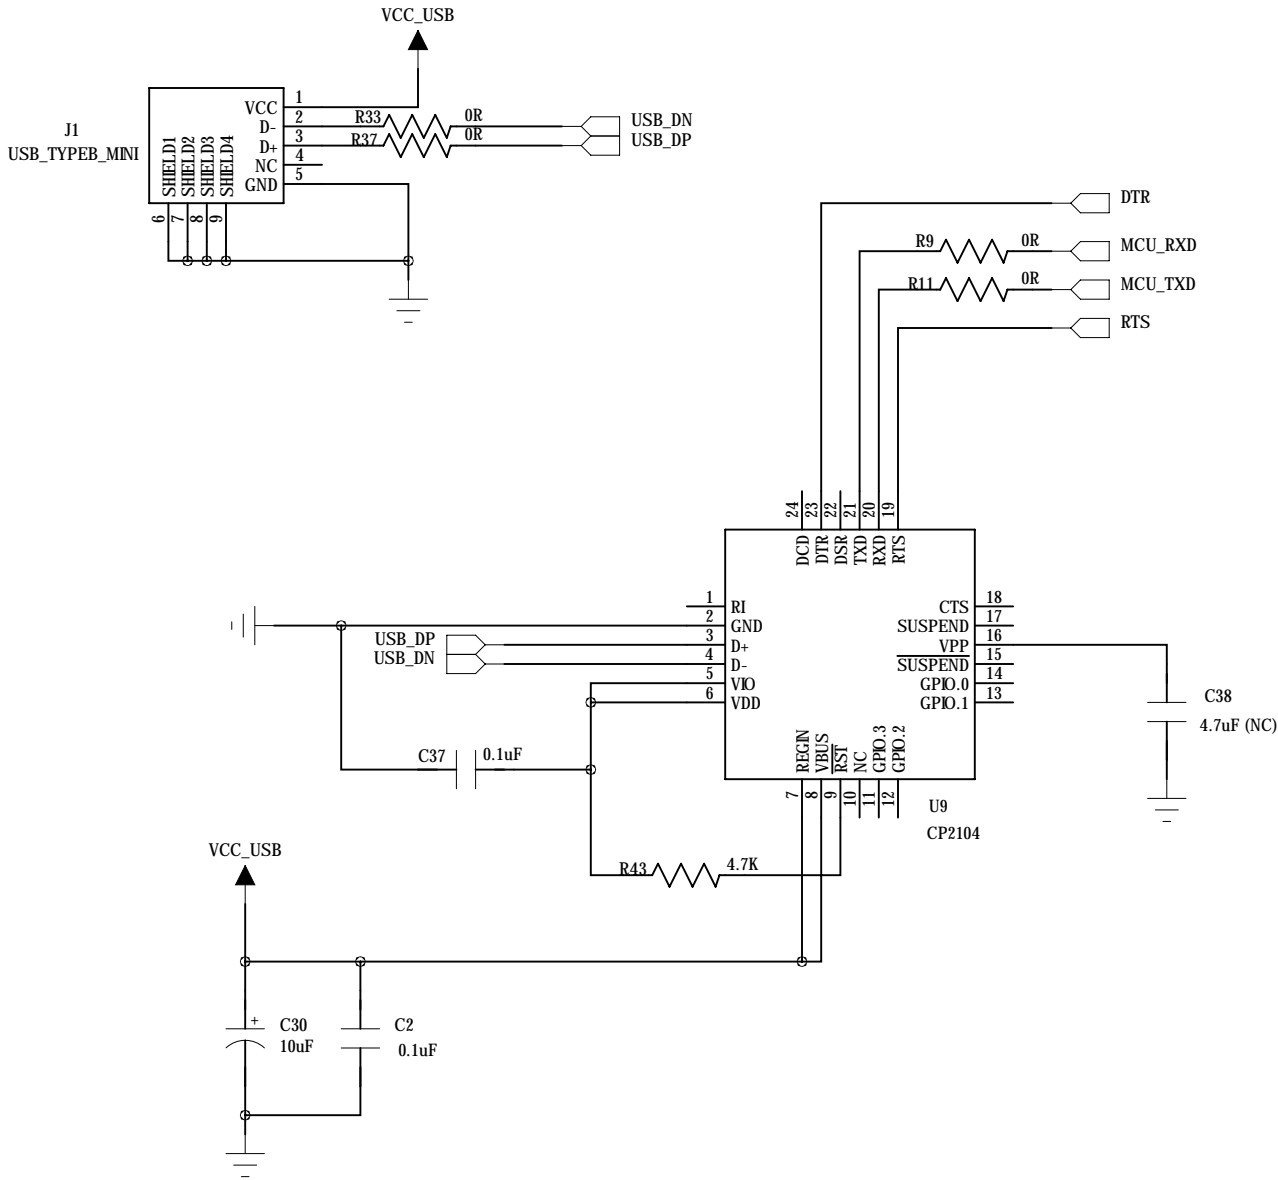 VCC_USB
J1
USB_TYPEB_MINI
VCC
D-
D+
NC
GND
1
2
3
4
5
SHIELD1
SHIELD2
SHIELD3
SHIELD4
6
7
8
9
R33
0R
R37
0R
USB_DN
USB_DP
DTR
R9
0R
MCU_RXD
R11
0R
MCU_TXD
RTS
24
23
22
21
20
19
DCD
DTR
DSR
TXD
RXD
RTS
1
RI
2
GND
USB_DP
3
D+
USB_DN
4
D-
5
VIO
6
VDD
CTS
18
SUSPEND
17
VPP
16
SUSPEND
15
GPIO.0
14
GPIO.1
13
REGIN
VBUS
RST
NC
GPIO.3
GPIO.2
7
8
9
10
11
12
U9
CP2104
C38
4.7uF (NC)
C37
0.1uF
R43
4.7K
VCC_USB
+
C30
10uF
C2
0.1uF